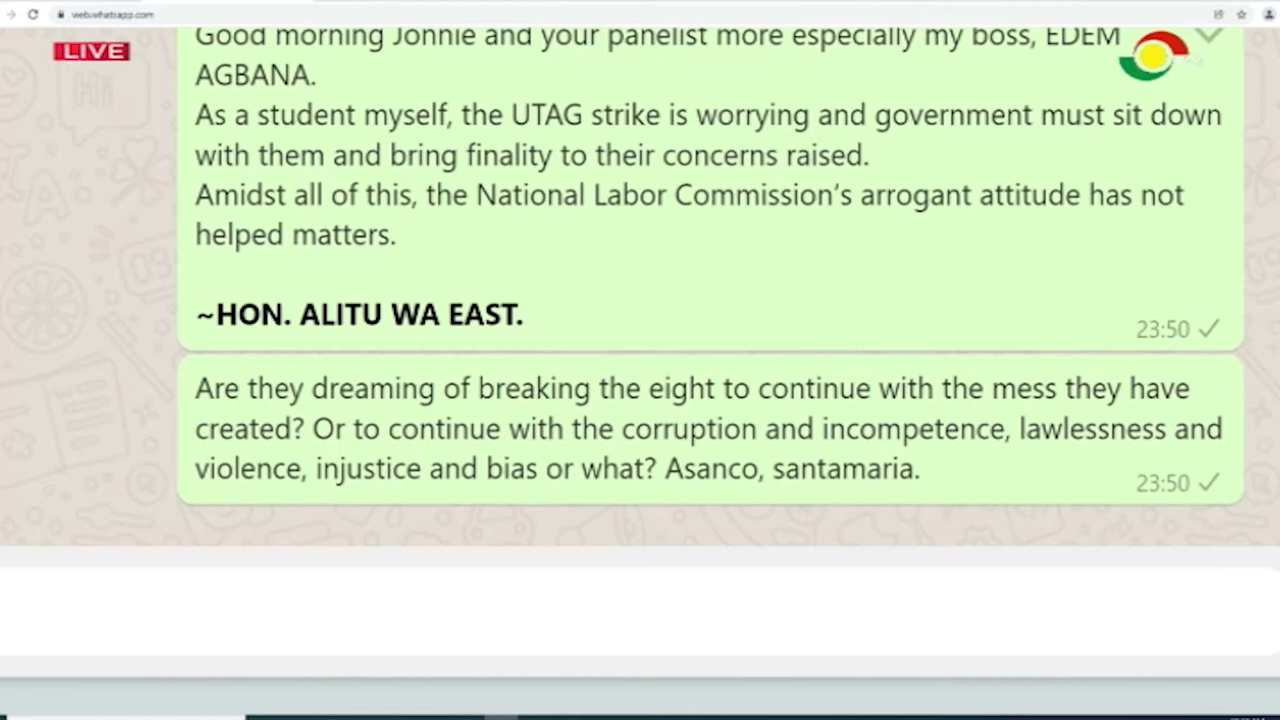 web.whatsapp.com
LIVE
Good morning Jonnie and your panelist more especially my boss, EDEM
AGBANA.
As a student myself, the UTAG strike is worrying and government must sit down
with them and bring finality to their concerns raised.
Amidst all of this, the National Labor Commission's arrogant attitude has not
helped matters.
~HON. ALITU WA EAST.
23:50
Are they dreaming of breaking the eight to continue with the mess they have
created? Or to continue with the corruption and incompetence, lawlessness and
violence, injustice and bias or what? Asanco, santamaria.
23:50